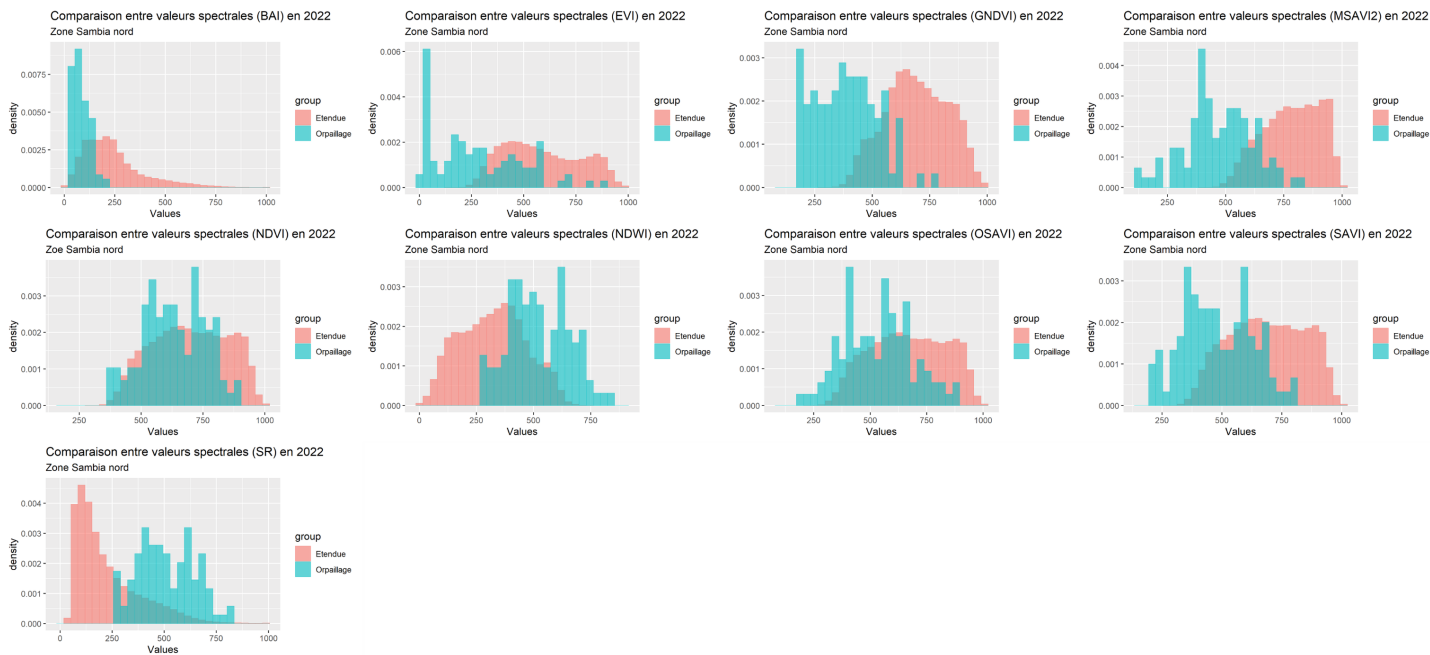 Comparaison entre valeurs spectrales (BAI) en 2022
Zone Sambia nord
0.0075
0.0050
0.0025
0.0000
density
0
250
500
750
1000
Values
group
Etendue
Orpaillage
Comparaison entre valeurs spectrales (EVI) en 2022
Zone Sambia nord
0.006
0.004
0.002
0.000
density
0
250
500
750
1000
Values
group
Etendue
Orpaillage
Comparaison entre valeurs spectrales (GNDVI) en 2022
Zone Sambia nord
0.003
0.002
0.001
0.000
density
250
500
750
1000
Values
group
Etendue
Orpaillage
Comparaison entre valeurs spectrales (MSAVI2) en 2022
Zone Sambia nord
0.004
0.003
0.002
0.001
0.000
density
250
500
750
1000
Values
group
Etendue
Orpaillage
Comparaison entre valeurs spectrales (NDVI) en 2022
Zoe Sambia nord
0.003
0.002
0.001
0.000
density
250
500
750
1000
Values
group
Etendue
Orpaillage
Comparaison entre valeurs spectrales (NDWI) en 2022
Zone Sambia nord
0.003
0.002
0.001
0.000
density
0
250
500
750
Values
group
Etendue
Orpaillage
Comparaison entre valeurs spectrales (OSAVI) en 2022
Zone Sambia nord
0.003
0.002
0.001
0.000
density
250
500
750
1000
Values
group
Etendue
Orpaillage
Comparaison entre valeurs spectrales (SAVI) en 2022
Zone Sambia nord
0.003
0.002
0.001
0.000
density
250
500
750
1000
Values
group
Etendue
Orpaillage
Comparaison entre valeurs spectrales (SR) en 2022
Zone Sambia nord
0.004
0.003
0.002
0.001
0.000
density
0
250
500
750
1000
Values
group
Etendue
Orpaillage